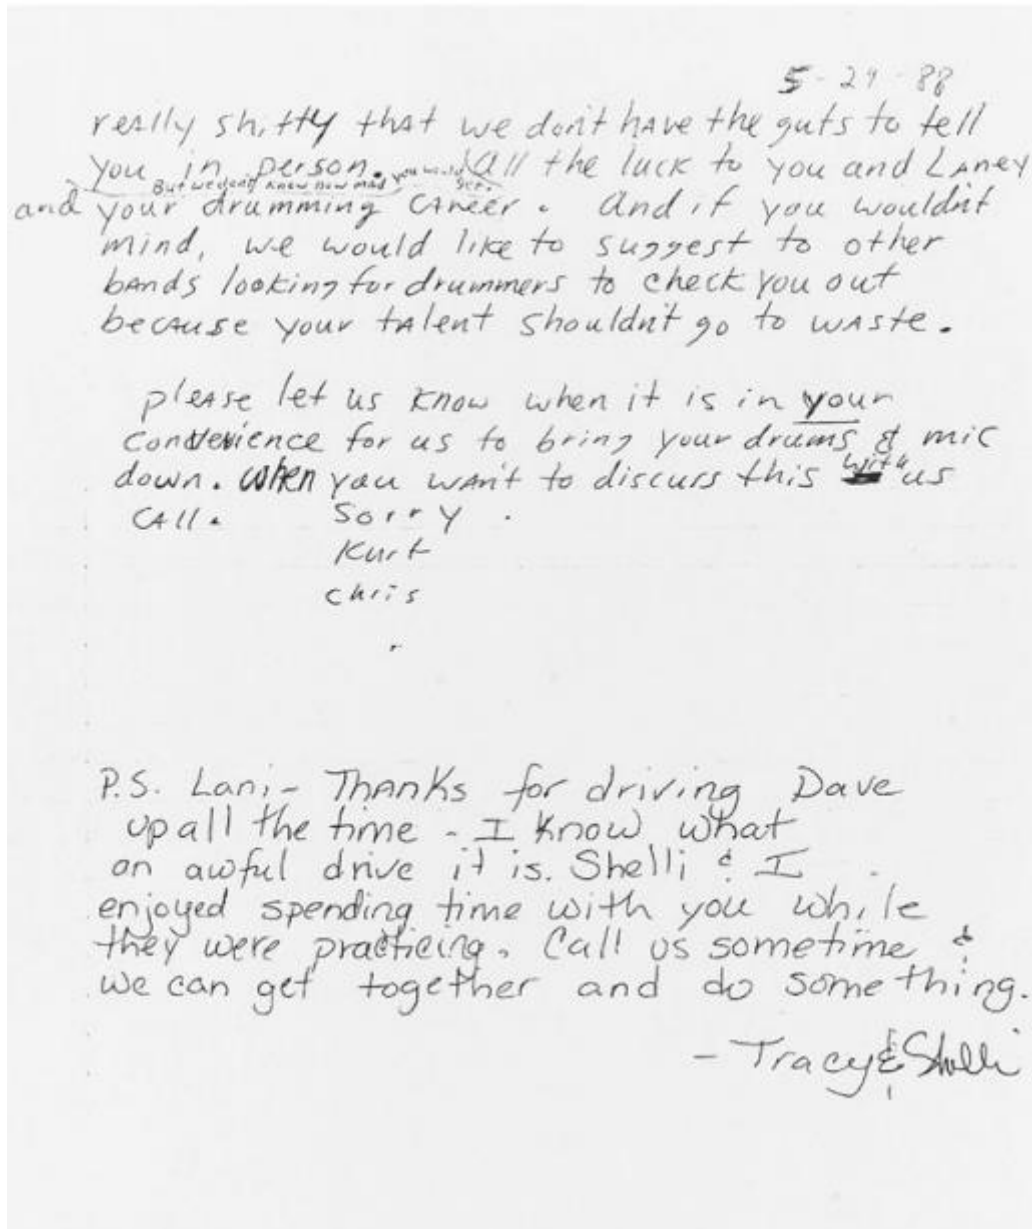 5-29-88
really shitty that we don't have the guts to tell
you in person. All the luck to you and Laney
But we don't know how mad you would get.
and your drumming career. And if you wouldn't
mind, we would like to suggest to other
bands looking for drummers to check you out
because your talent shouldn't go to waste.
please let us know when it is in your
convenience for us to bring your drums & mic
down. when you want to discuss this with us
CAll. Sorry.
Kurt
Chris
P.S. Lani- Thanks for driving Dave
up all the time - I know what
an awful drive it is. Shelli & I
enjoyed spending time with you while
they were practicing. Call us sometime &
we can get together and do something.
- Tracy & Shelli